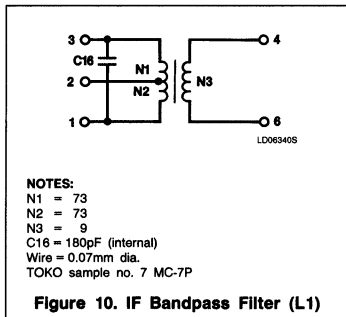 3 4
C16 N1
2 N3
N2
1 6
LD06340S
NOTES:
N1 = 73
N2 = 73
N3 = 9
C16 = 180pF (internal)
Wire = 0.07mm dia.
TOKO sample no. 7 MC-7P
Figure 10. IF Bandpass Filter (L1)